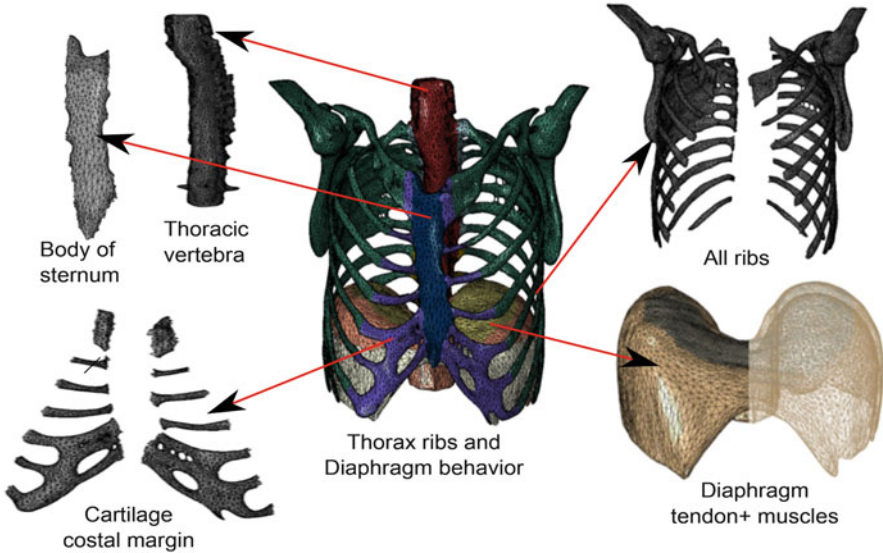 Body of
sternum
Thoracic
vertebra
All ribs
Thorax ribs and
Diaphragm behavior
Cartilage
costal margin
Diaphragm
tendon+ muscles